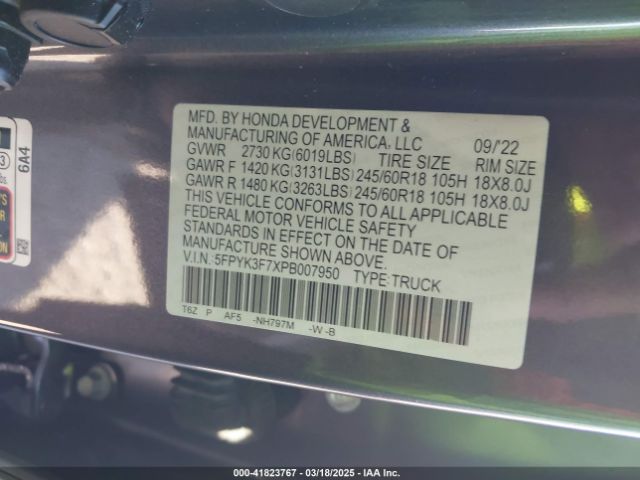 MFD. BY HONDA DEVELOPMENT &
MANUFACTURING OF AMERICA, LLC 09/'22
GVWR 2730 KG(6019LBS) TIRE SIZE RIM SIZE
GAWR F 1420 KG(3131LBS) 245/60R18 105H 18X8.0J
GAWR R 1480 KG(3263LBS) 245/60R18 105H 18X8.0J
THIS VEHICLE CONFORMS TO ALL APPLICABLE
FEDERAL MOTOR VEHICLE SAFETY
STANDARDS IN EFFECT ON THE DATE OF
MANUFACTURE SHOWN ABOVE.
V.I.N.: 5FPYK3F7XPB007950 TYPE:TRUCK
T6Z P AF5 -NH797M -W -B
3
bs.
6A4
'S
R
ON
000-41823767 — 03/18/2025 — IAA Inc.